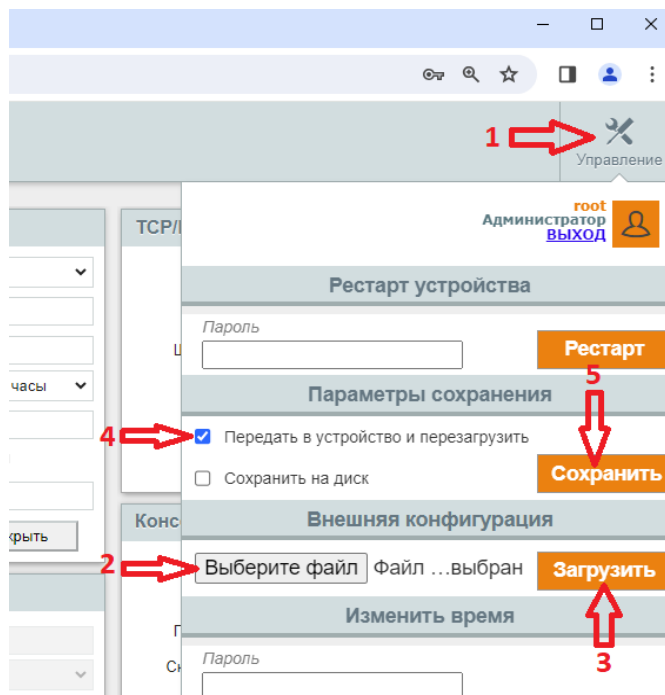 1
Управление
root
Администратор
ВЫХОД
TCP/
Рестарт устройства
Пароль
Рестарт
5
часы
Параметры сохранения
4
Передать в устройство и перезагрузить
Сохранить на диск
Сохранить
крыть
Конс
Внешняя конфигурация
2
Выберите файл
Файл …выбран
Загрузить
Изменить время
3
Пароль